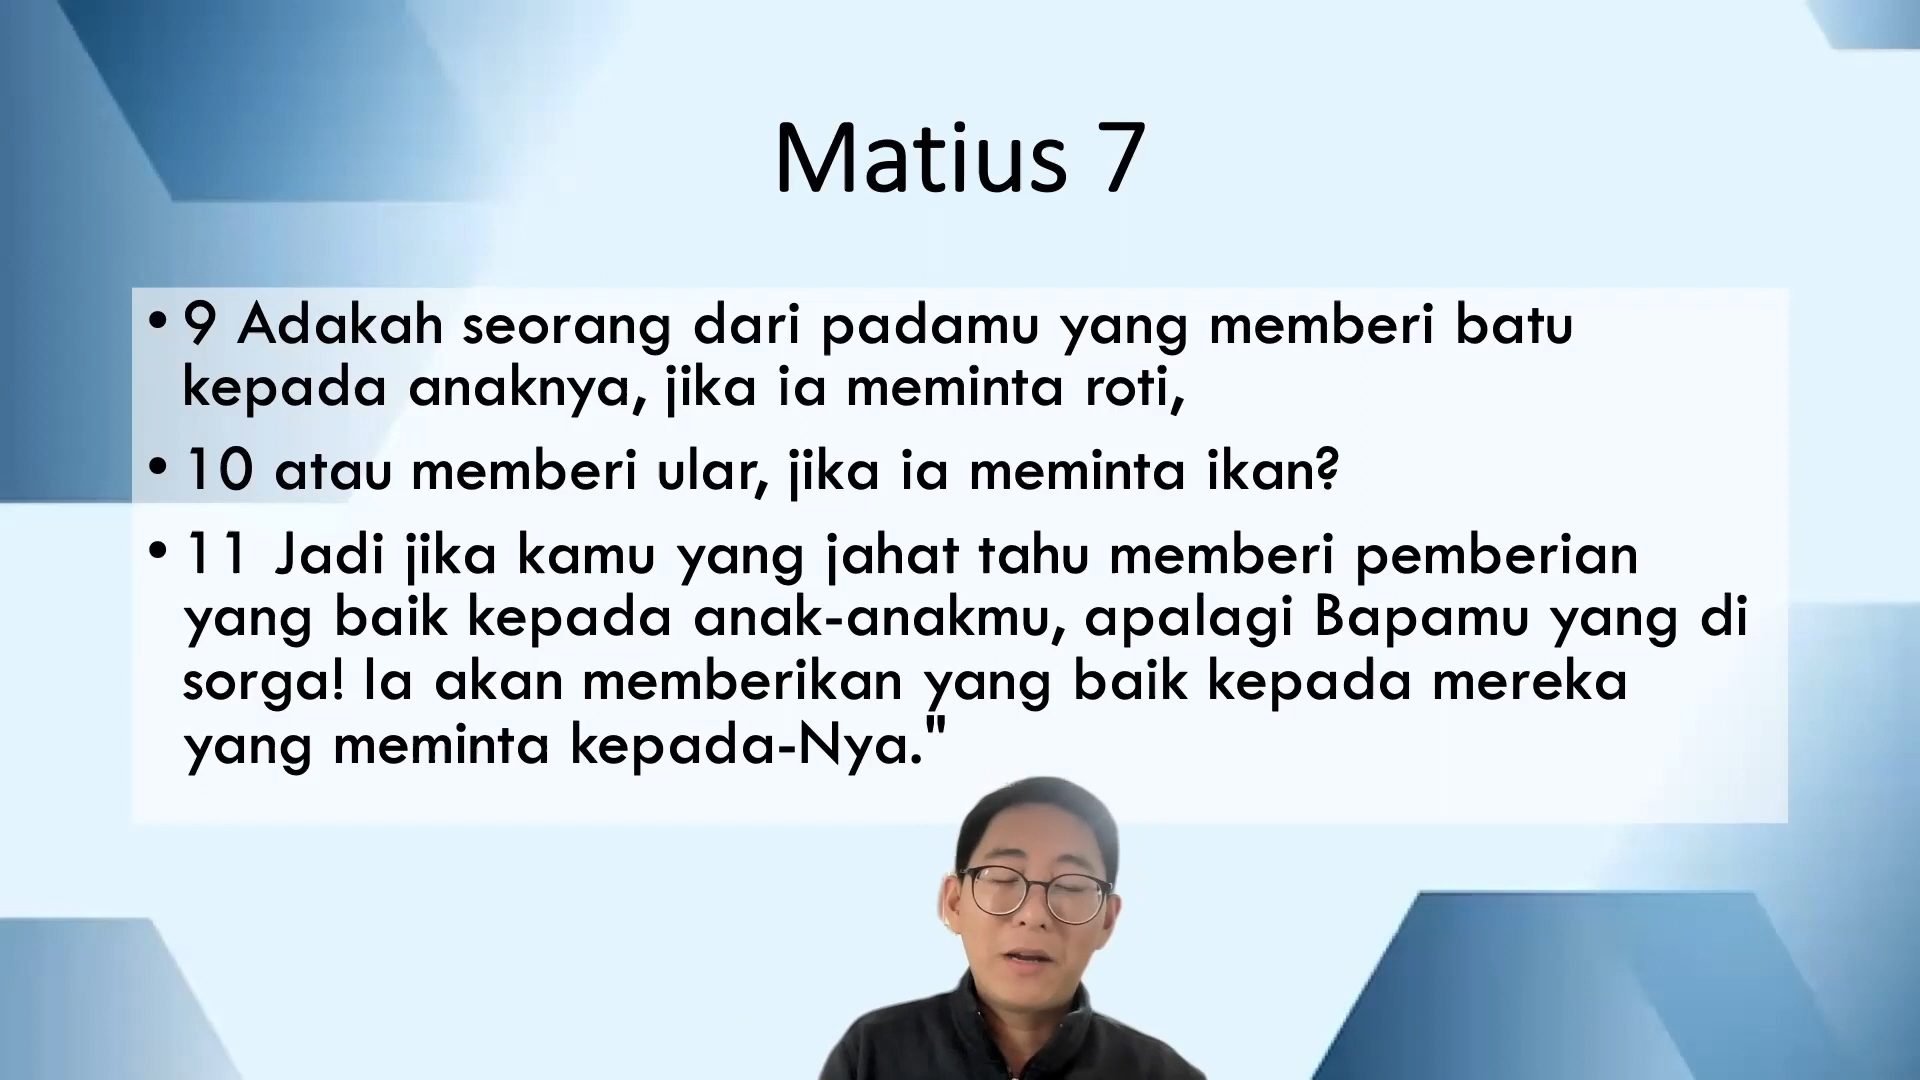 Matius 7
• 9 Adakah seorang dari padamu yang memberi batu
kepada anaknya, jika ia meminta roti,
• 10 atau memberi ular, jika ia meminta ikan?
• 11 Jadi jika kamu yang jahat tahu memberi pemberian
yang baik kepada anak-anakmu, apalagi Bapamu yang di
sorga! Ia akan memberikan yang baik kepada mereka
yang meminta kepada-Nya."